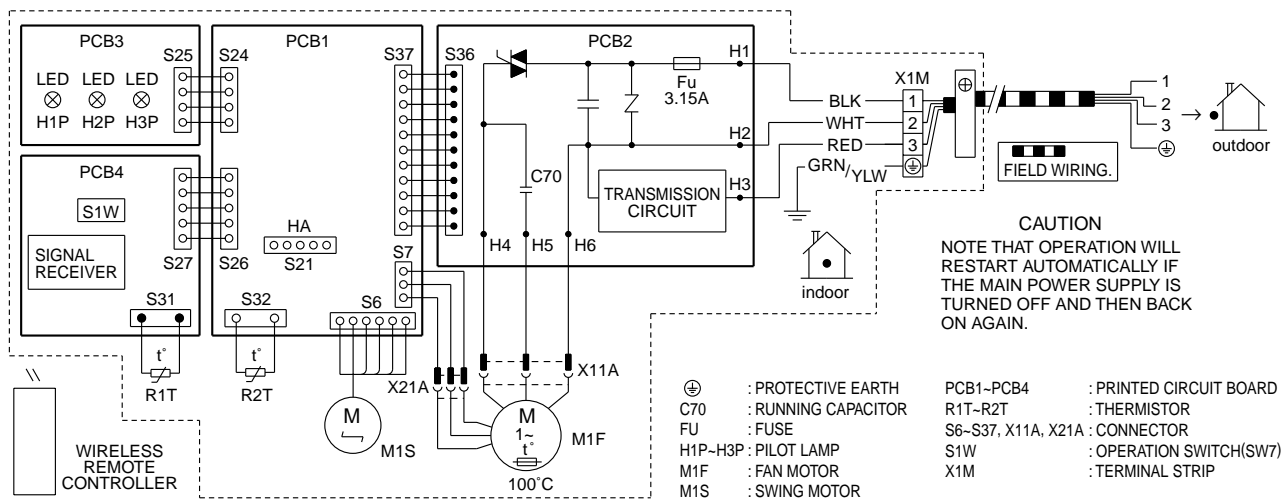 PCB3
LED LED LED
H1P H2P H3P
S25
S24
PCB1
S37
S36
PCB2
H1
Fu
3.15A
H2
H3
TRANSMISSION
CIRCUIT
C70
H4
H5
H6
PCB4
S1W
SIGNAL
RECEIVER
S27
S26
HA
S21
S7
S31
S32
S6
t°
R1T
t°
R2T
X21A
X11A
M
M1S
M
1~
t°
100°C
M1F
WIRELESS
REMOTE
CONTROLLER
BLK
WHT
RED
GRN/YLW
X1M
1
2
3
1
2
3
outdoor
FIELD WIRING.
indoor
CAUTION
NOTE THAT OPERATION WILL
RESTART AUTOMATICALLY IF
THE MAIN POWER SUPPLY IS
TURNED OFF AND THEN BACK
ON AGAIN.
: PROTECTIVE EARTH
C70 : RUNNING CAPACITOR
FU : FUSE
H1P~H3P : PILOT LAMP
M1F : FAN MOTOR
M1S : SWING MOTOR
PCB1~PCB4 : PRINTED CIRCUIT BOARD
R1T~R2T : THERMISTOR
S6~S37, X11A, X21A : CONNECTOR
S1W : OPERATION SWITCH(SW7)
X1M : TERMINAL STRIP